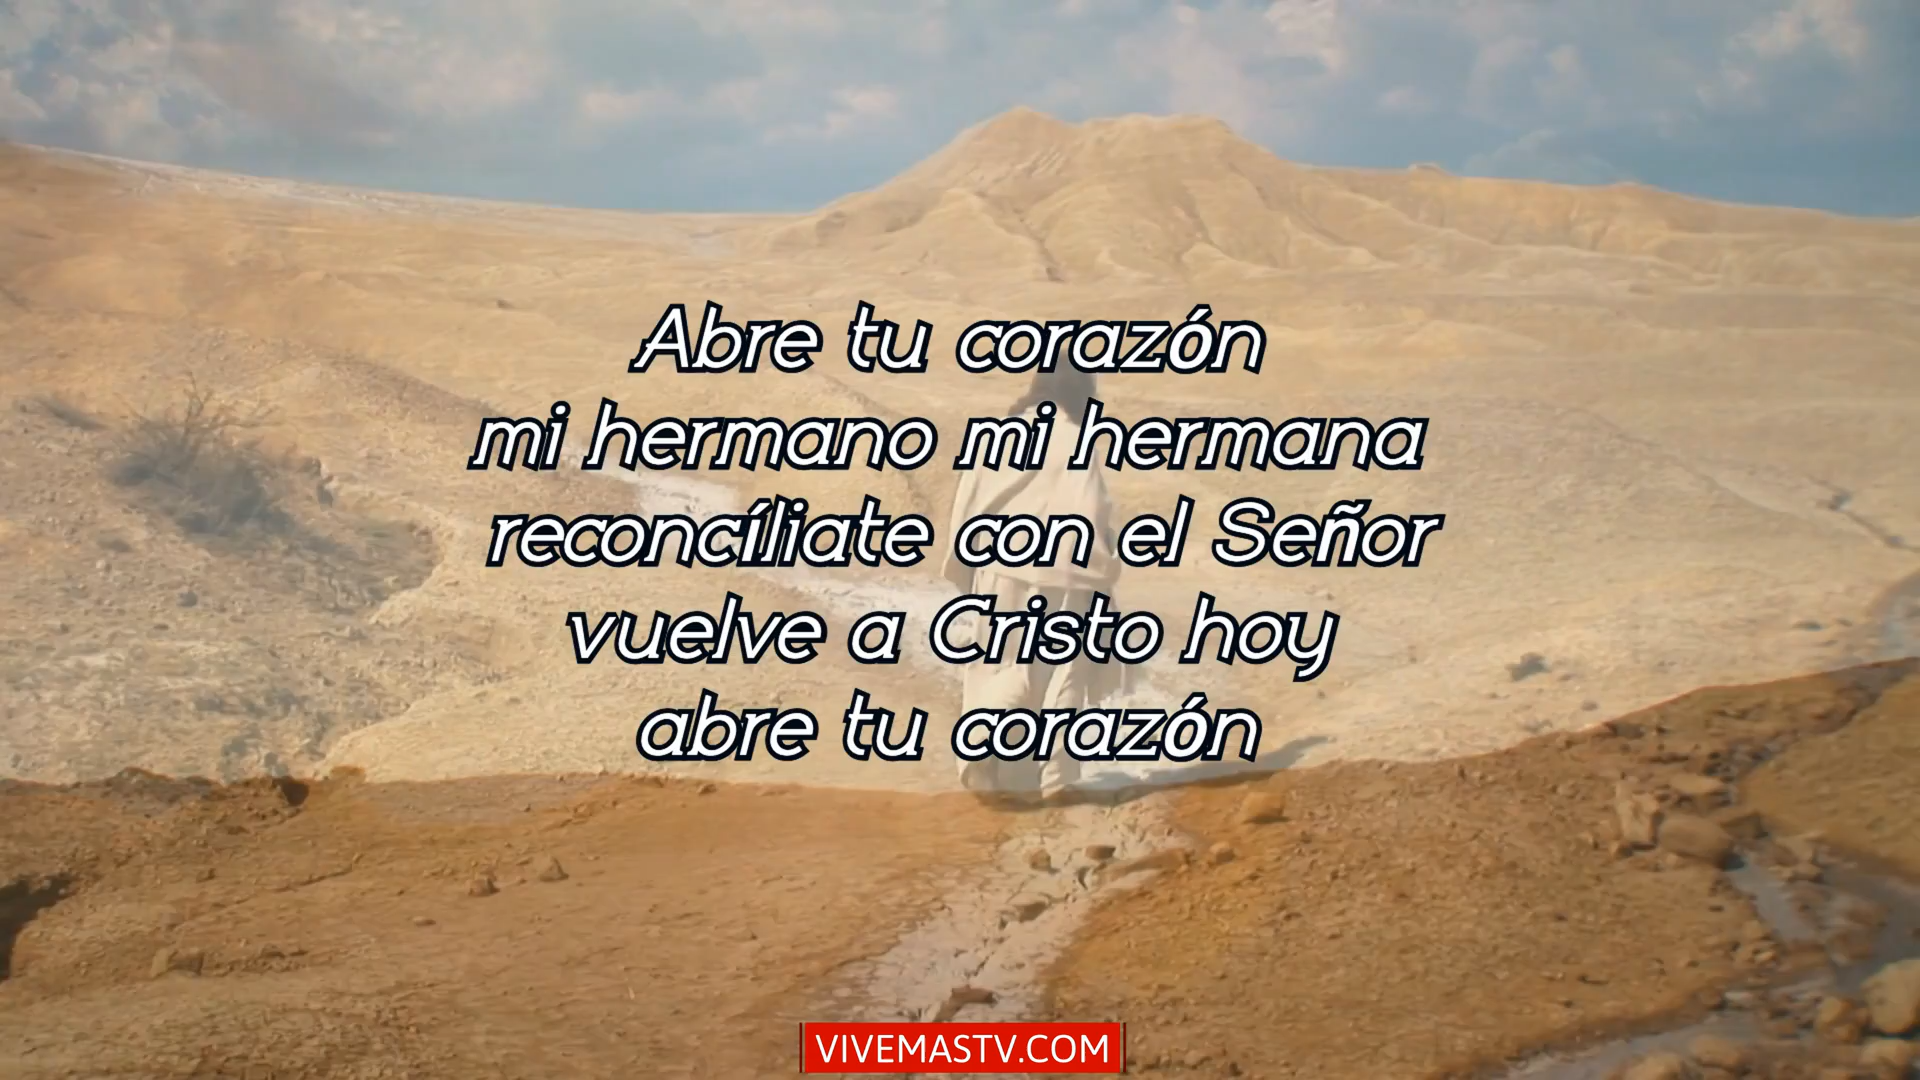 Abre tu corazón
mi hermano mi hermana
reconcíliate con el Señor
vuelve a Cristo hoy
abre tu corazón
VIVEMASTV.COM